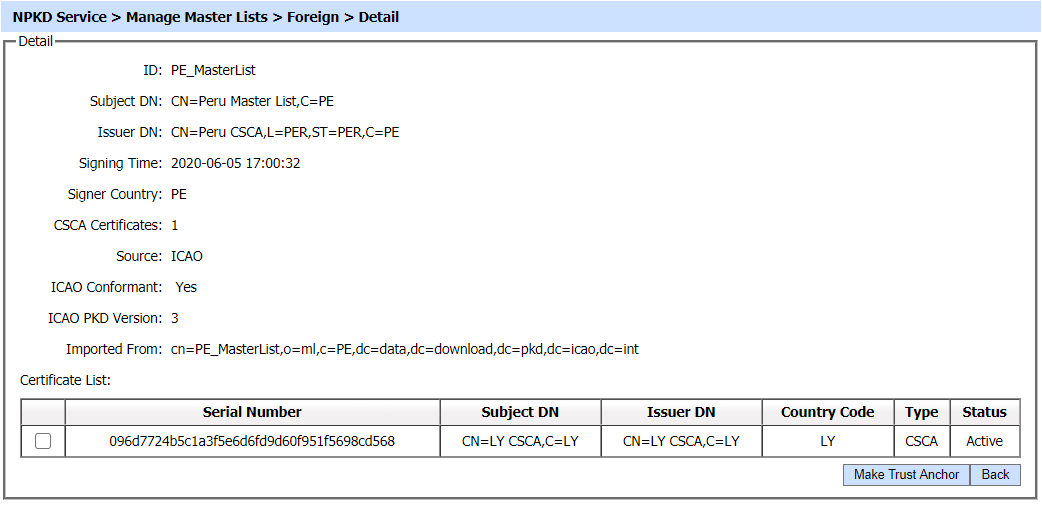 NPKD Service > Manage Master Lists > Foreign > Detail
Detail
ID: PE_MasterList
Subject DN: CN=Peru Master List,C=PE
Issuer DN: CN=Peru CSCA,L=PER,ST=PER,C=PE
Signing Time: 2020-06-05 17:00:32
Signer Country: PE
CSCA Certificates: 1
Source: ICAO
ICAO Conformant: Yes
ICAO PKD Version: 3
Imported From: cn=PE_MasterList,o=ml,c=PE,dc=data,dc=download,dc=pkd,dc=icao,dc=int
Certificate List:
Serial Number Subject DN Issuer DN Country Code Type Status
096d7724b5c1a3f5e6d6fd9d60f951f5698cd568 CN=LY CSCA,C=LY CN=LY CSCA,C=LY LY CSCA Active
Make Trust Anchor Back